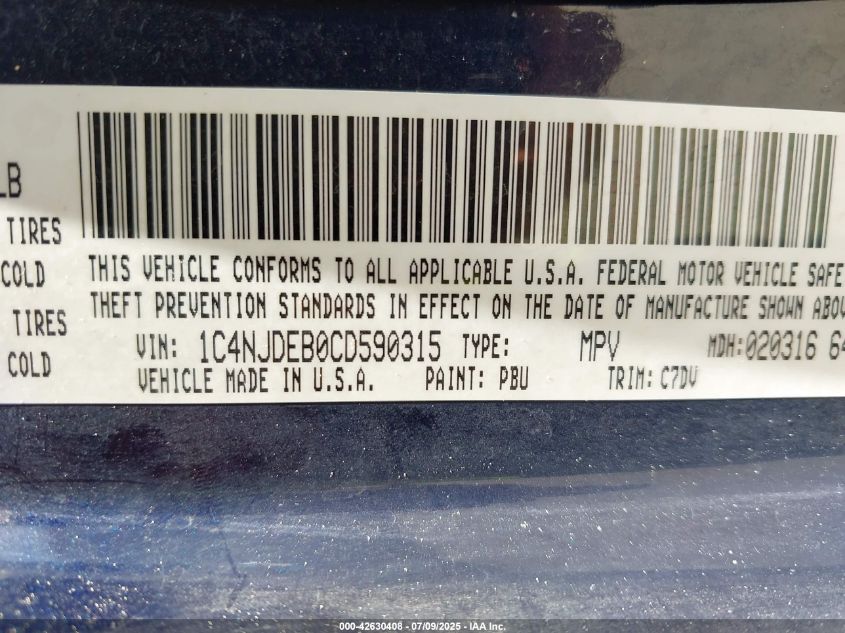 LB
TIRES
COLD
TIRES
COLD
THIS VEHICLE CONFORMS TO ALL APPLICABLE U.S.A. FEDERAL MOTOR VEHICLE SAFE
THEFT PREVENTION STANDARDS IN EFFECT ON THE DATE OF MANUFACTURE SHOWN ABOV
VIN: 1C4NJDEB0CD590315 TYPE: MPV MDH:020316 64
VEHICLE MADE IN U.S.A. PAINT: PBU TRIM: C7DV
000-42630408 - 07/09/2025 - IAA Inc.